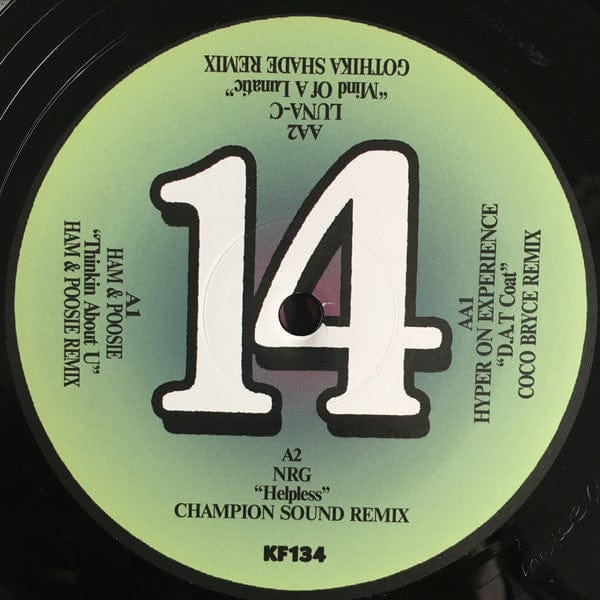 14
A1
HAM & POOSIE
"Thinkin About U"
HAM & POOSIE REMIX
A2
NRG
"Helpless"
CHAMPION SOUND REMIX
AA1
HYPER ON EXPERIENCE
"D.A.T Coat"
COCO BRYCE REMIX
AA2
LUNA-C
"Mind Of A Lunatic"
GOTHIKA SHADE REMIX
KF134